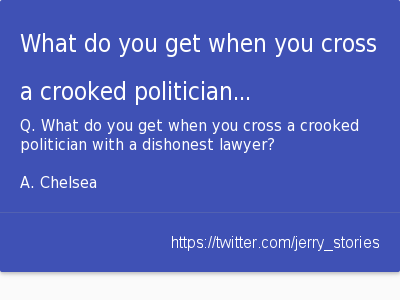 What do you get when you cross
a crooked politician...
Q. What do you get when you cross a crooked
politician with a dishonest lawyer?
A. Chelsea
https://twitter.com/jerry_stories